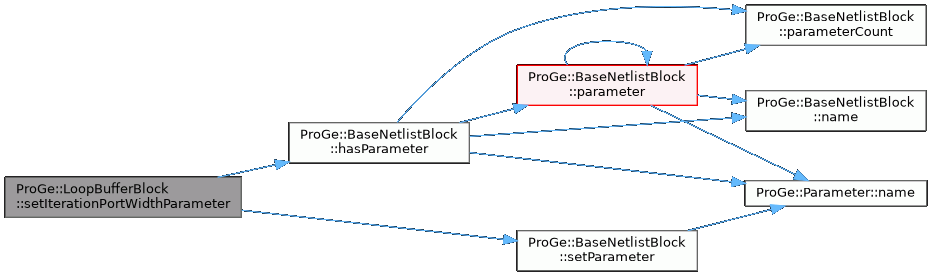 ProGe::BaseNetlistBlock
::parameterCount
ProGe::BaseNetlistBlock
::parameter
ProGe::BaseNetlistBlock
::name
ProGe::BaseNetlistBlock
::hasParameter
ProGe::LoopBufferBlock
::setIterationPortWidthParameter
ProGe::Parameter::name
ProGe::BaseNetlistBlock
::setParameter